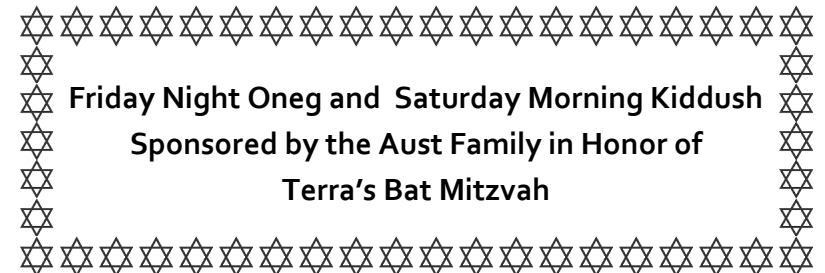 Friday Night Oneg and Saturday Morning Kiddush
Sponsored by the Aust Family in Honor of
Terra’s Bat Mitzvah